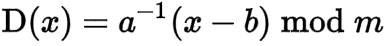 D(x) = a⁻¹(x − b) mod m